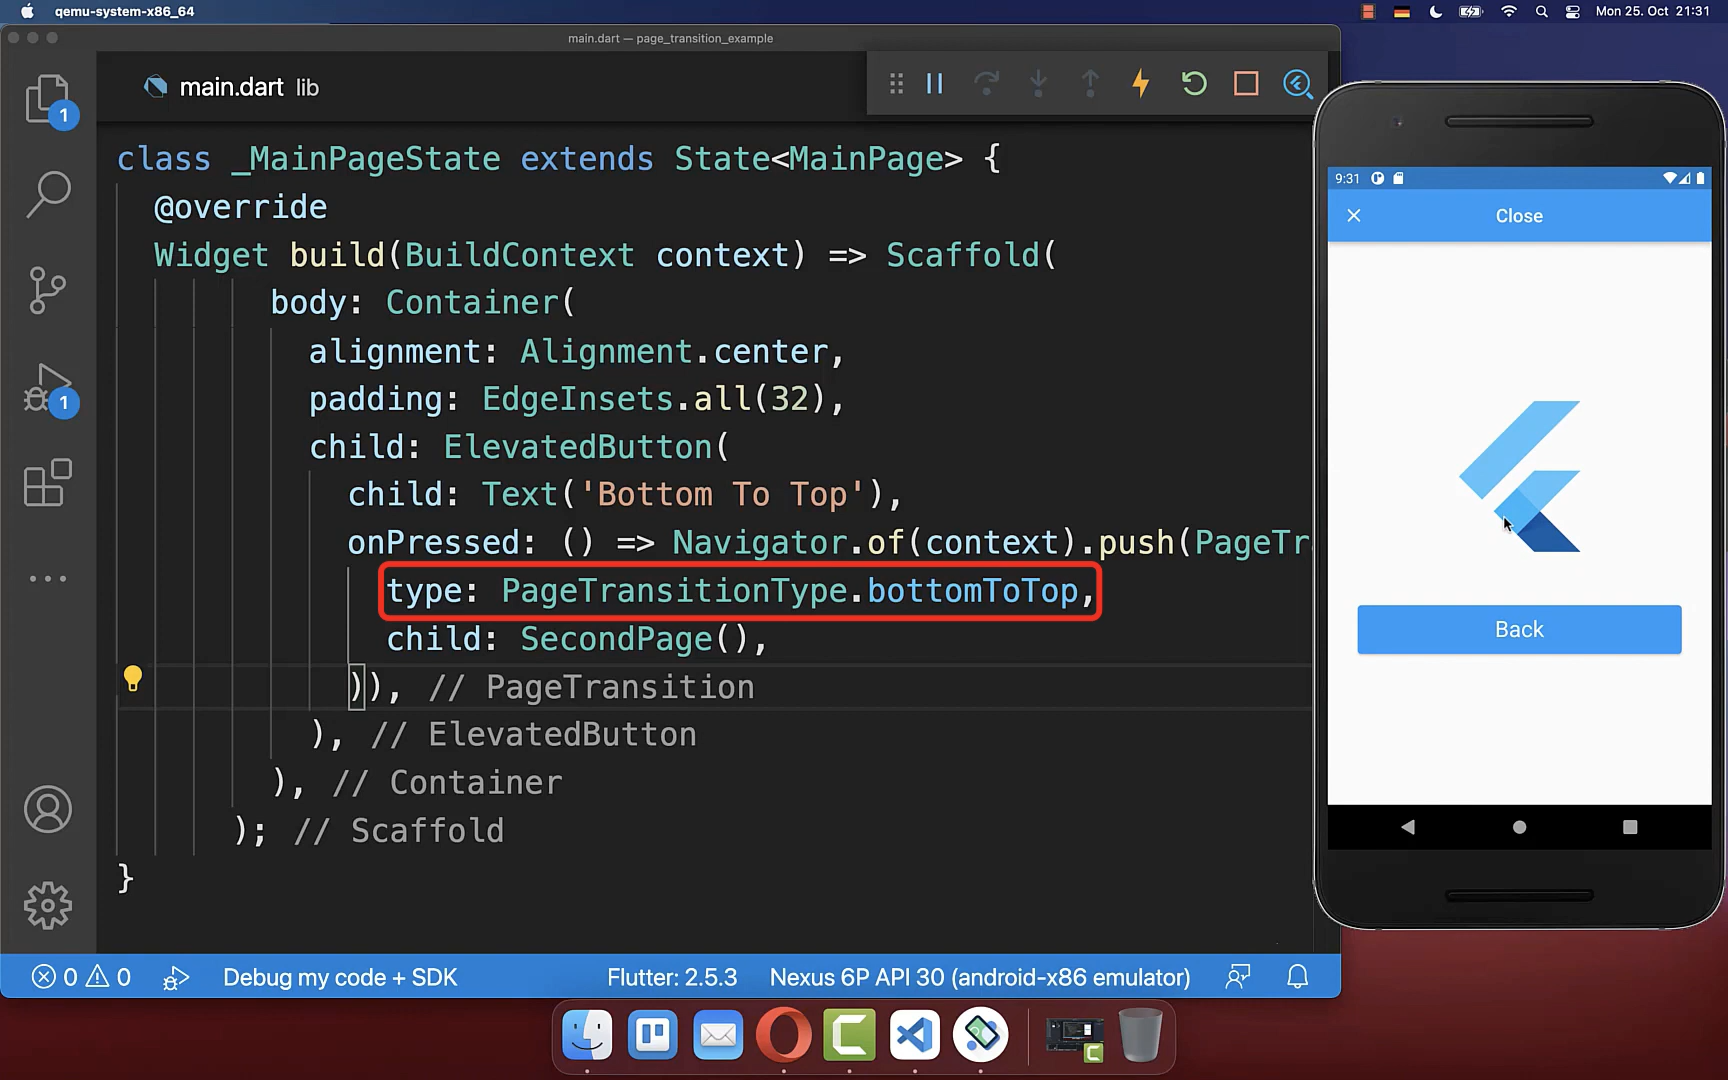 qemu-system-x86_64
Mon 25. Oct 21:31
main.dart — page_transition_example
main.dart lib
1
1
class _MainPageState extends State<MainPage> {
@override
Widget build(BuildContext context) => Scaffold(
body: Container(
alignment: Alignment.center,
padding: EdgeInsets.all(32),
child: ElevatedButton(
child: Text('Bottom To Top'),
onPressed: () => Navigator.of(context).push(PageTr
type: PageTransitionType.bottomToTop,
child: SecondPage(),
)), // PageTransition
), // ElevatedButton
), // Container
); // Scaffold
}
9:31
Close
Back
0 0 Debug my code + SDK
Flutter: 2.5.3 Nexus 6P API 30 (android-x86 emulator)